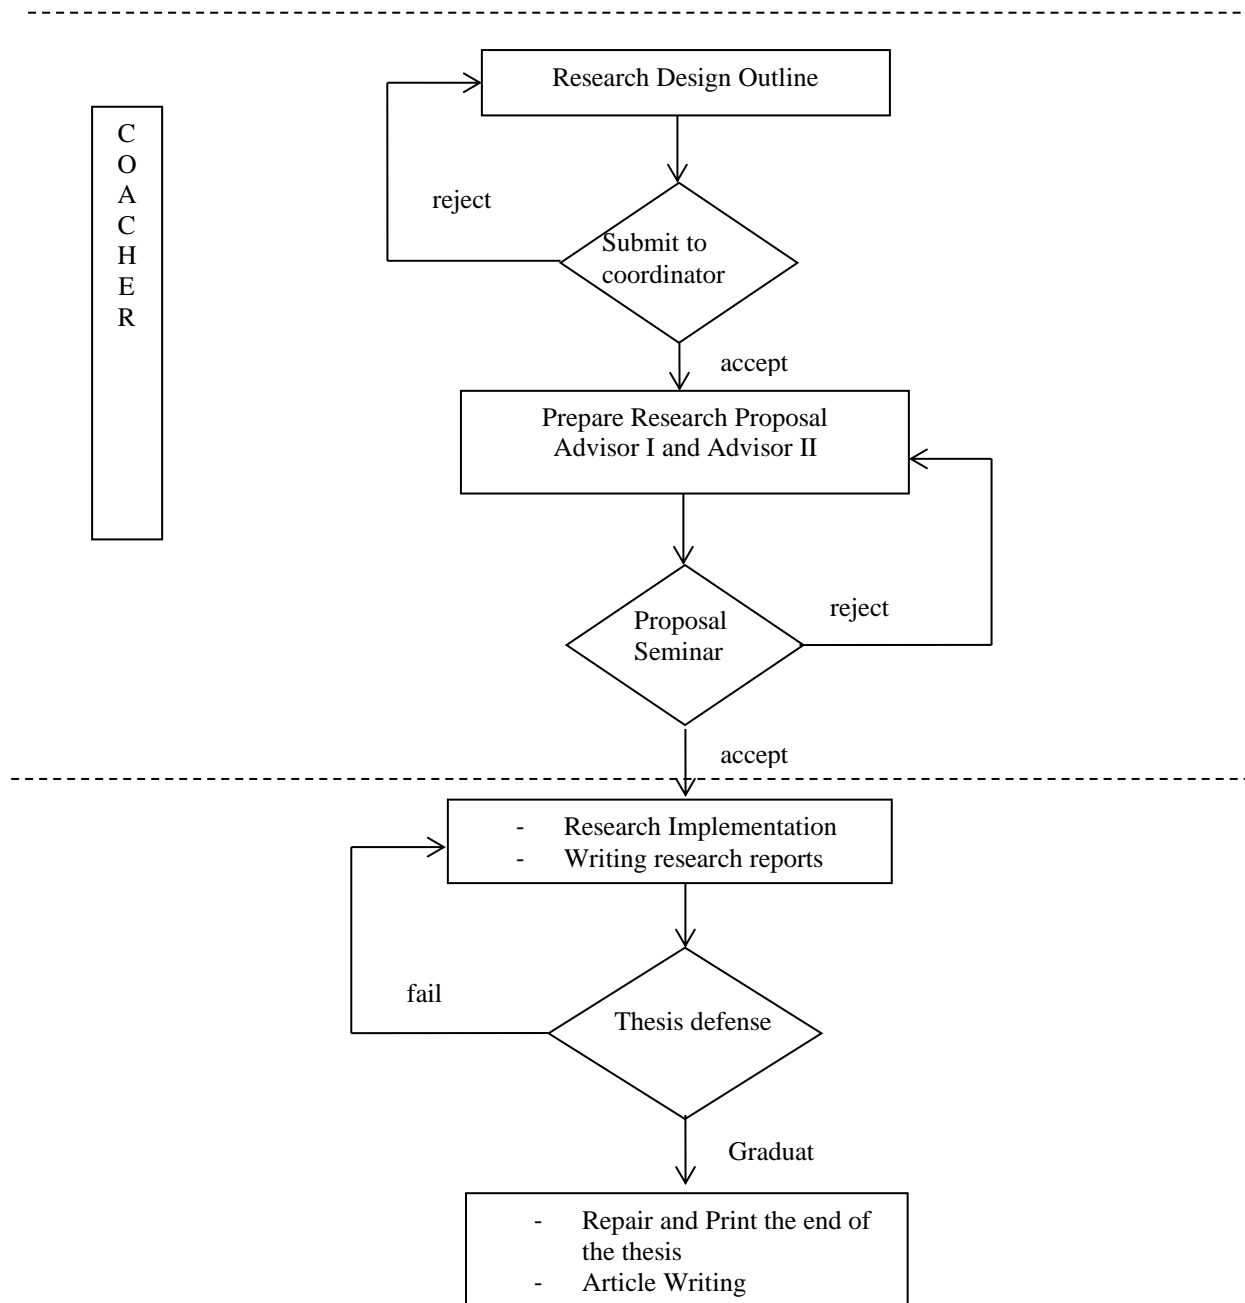 Research Design Outline
C
O
A
C
H
E
R
reject
Submit to
coordinator
accept
Prepare Research Proposal
Advisor I and Advisor II
reject
Proposal
Seminar
accept
- Research Implementation
- Writing research reports
fail
Thesis defense
Graduat
- Repair and Print the end of
the thesis
- Article Writing